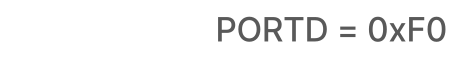 PORTD = 0xF0